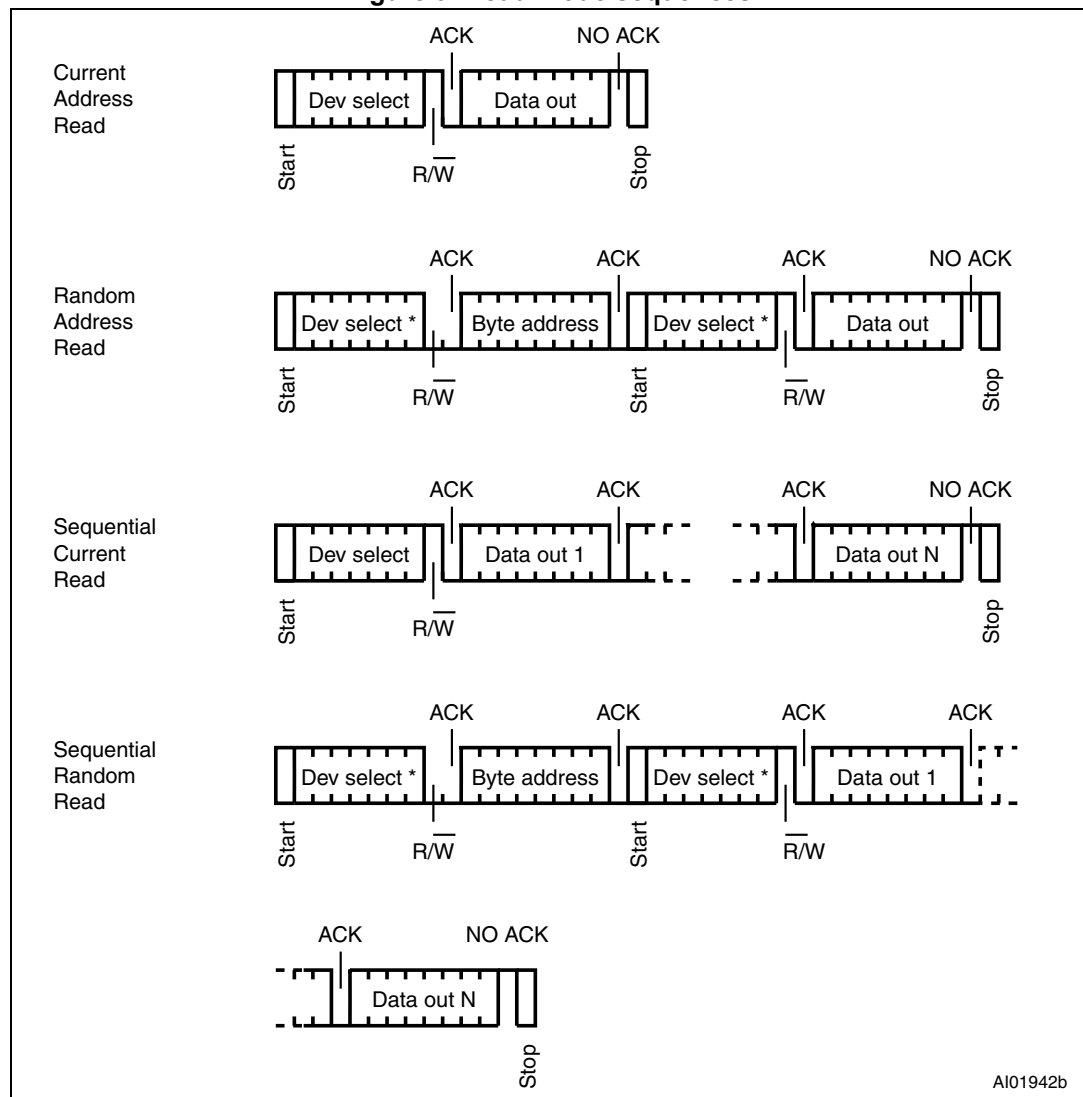 ACK NO ACK
Current
Address
Read
Dev select Data out
Start R/W Stop
ACK ACK ACK NO ACK
Random
Address
Read
Dev select * Byte address Dev select * Data out
Start R/W Start R/W Stop
ACK ACK ACK NO ACK
Sequential
Current
Read
Dev select Data out 1 Data out N
Start R/W Stop
ACK ACK ACK ACK
Sequential
Random
Read
Dev select * Byte address Dev select * Data out 1
Start R/W Start R/W
ACK NO ACK
Data out N
Stop
AI01942b